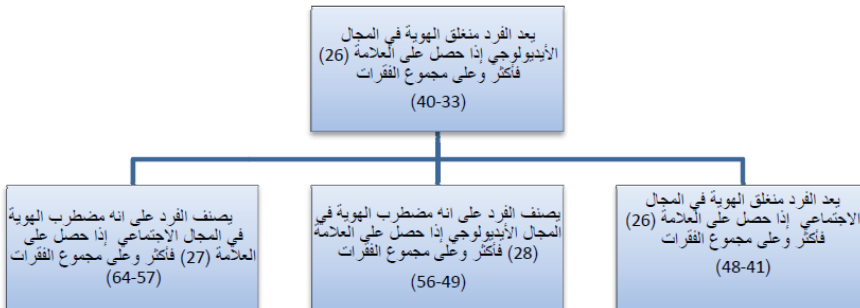 يعد الفرد منغلق الهوية في المجال
الأيديولوجي إذا حصل على العلامة (26)
فأكثر وعلى مجموع الفقرات
(40-33)
يعد الفرد منغلق الهوية في المجال
الاجتماعي إذا حصل على العلامة (26)
فأكثر وعلى مجموع الفقرات
(48-41)
يصنف الفرد على انه مضطرب الهوية في
المجال الأيديولوجي إذا حصل على العلامة
(28) فأكثر وعلى مجموع الفقرات
(56-49)
يصنف الفرد على انه مضطرب الهوية
في المجال الاجتماعي إذا حصل على
العلامة (27) فأكثر وعلى مجموع الفقرات
(64-57)